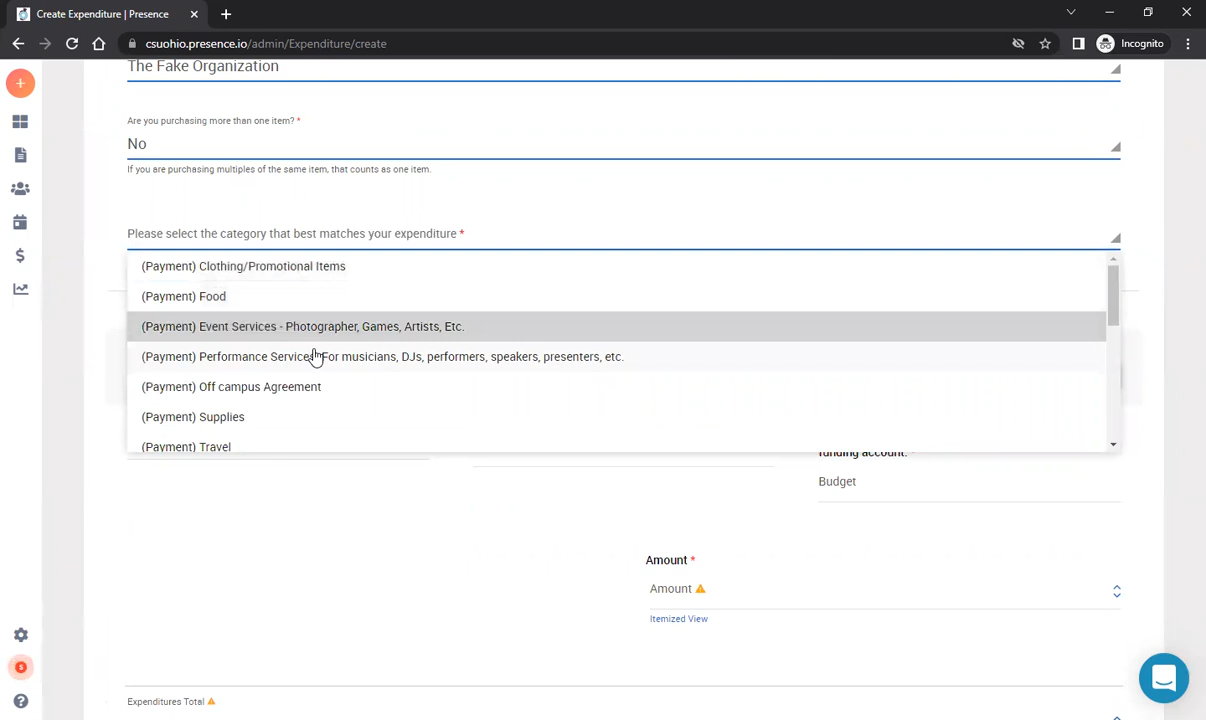 Create Expenditure | Presence
csuohio.presence.io/admin/Expenditure/create
Incognito
The Fake Organization
Are you purchasing more than one item? *
No
If you are purchasing multiples of the same item, that counts as one item.
Please select the category that best matches your expenditure *
(Payment) Clothing/Promotional Items
(Payment) Food
(Payment) Event Services - Photographer, Games, Artists, Etc.
(Payment) Performance Services For musicians, DJs, performers, speakers, presenters, etc.
(Payment) Off campus Agreement
(Payment) Supplies
(Payment) Travel
funding account. *
Budget
Amount *
Amount
Itemized View
Expenditures Total